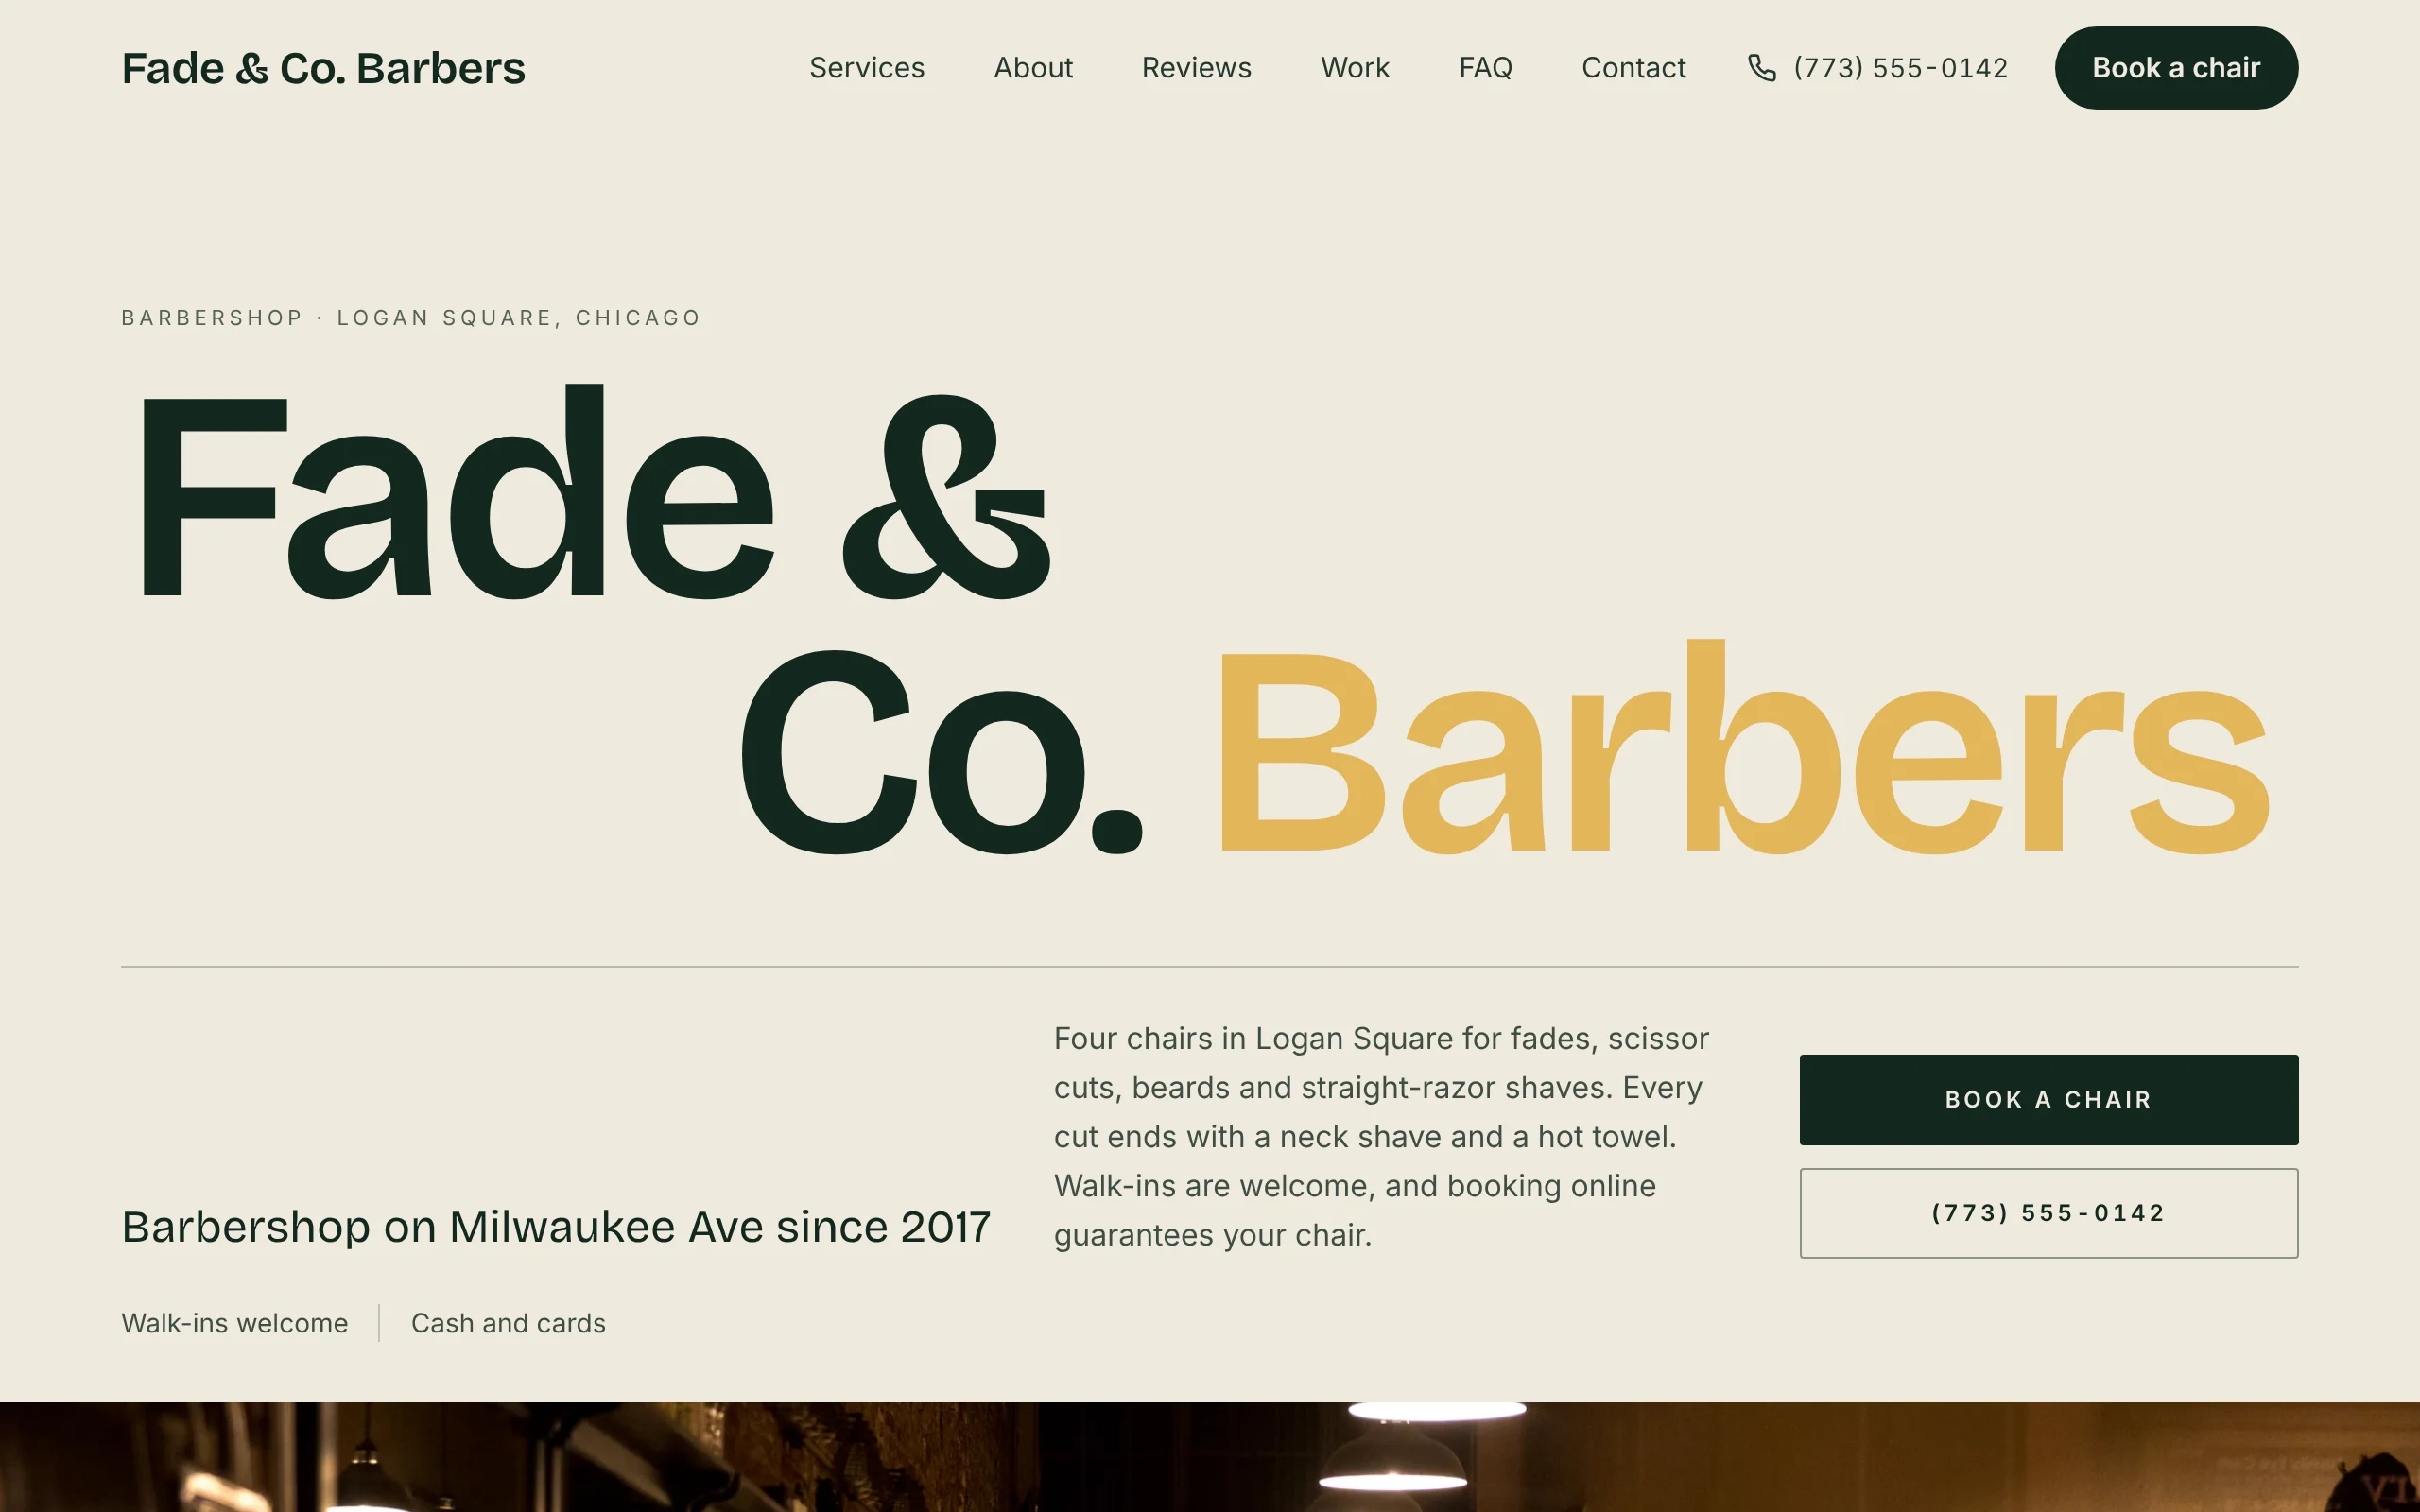 Fade & Co. Barbers
Services
About
Reviews
Work
FAQ
Contact
(773) 555-0142
Book a chair
BARBERSHOP · LOGAN SQUARE, CHICAGO
Fade &
Co. Barbers
Four chairs in Logan Square for fades, scissor
cuts, beards and straight-razor shaves. Every
cut ends with a neck shave and a hot towel.
Walk-ins are welcome, and booking online
guarantees your chair.
BOOK A CHAIR
(773) 555-0142
Barbershop on Milwaukee Ave since 2017
Walk-ins welcome
Cash and cards